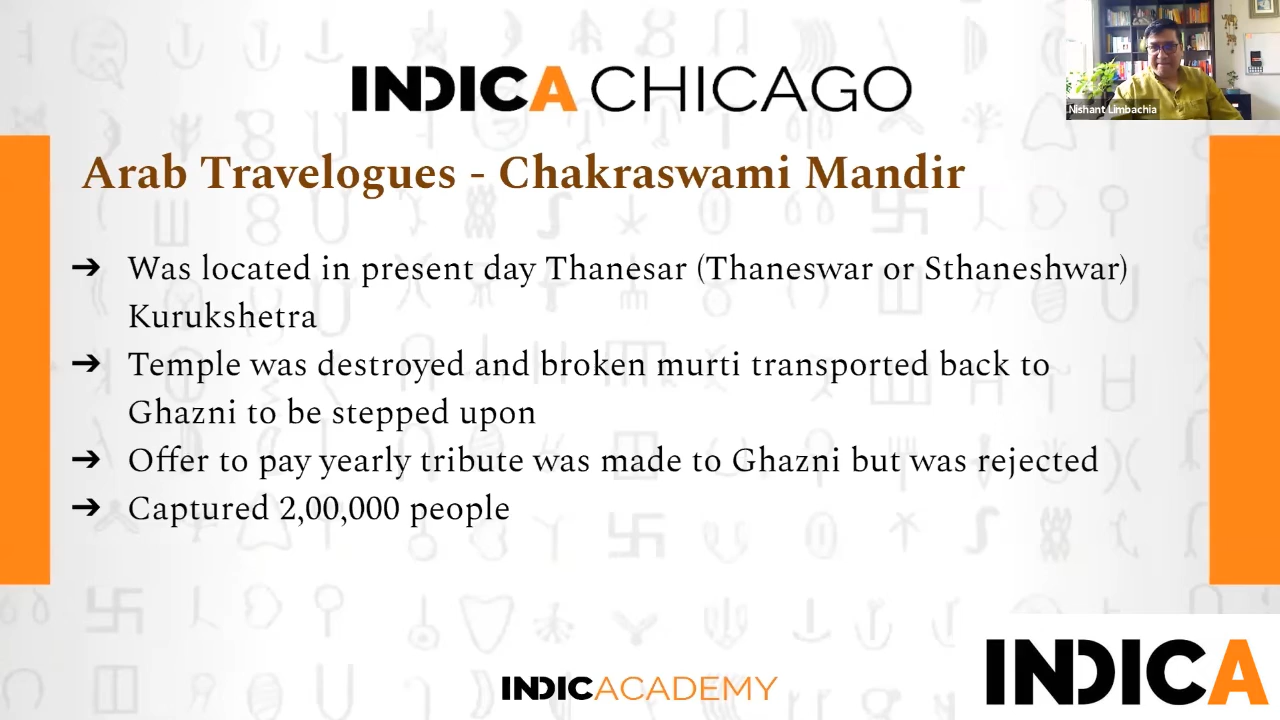 INDICA CHICAGO
Nishant Limbachia
Arab Travelogues - Chakraswami Mandir
➔ Was located in present day Thanesar (Thaneswar or Sthaneshwar)
Kurukshetra
➔ Temple was destroyed and broken murti transported back to
Ghazni to be stepped upon
➔ Offer to pay yearly tribute was made to Ghazni but was rejected
➔ Captured 2,00,000 people
INDICACADEMY
INDICA